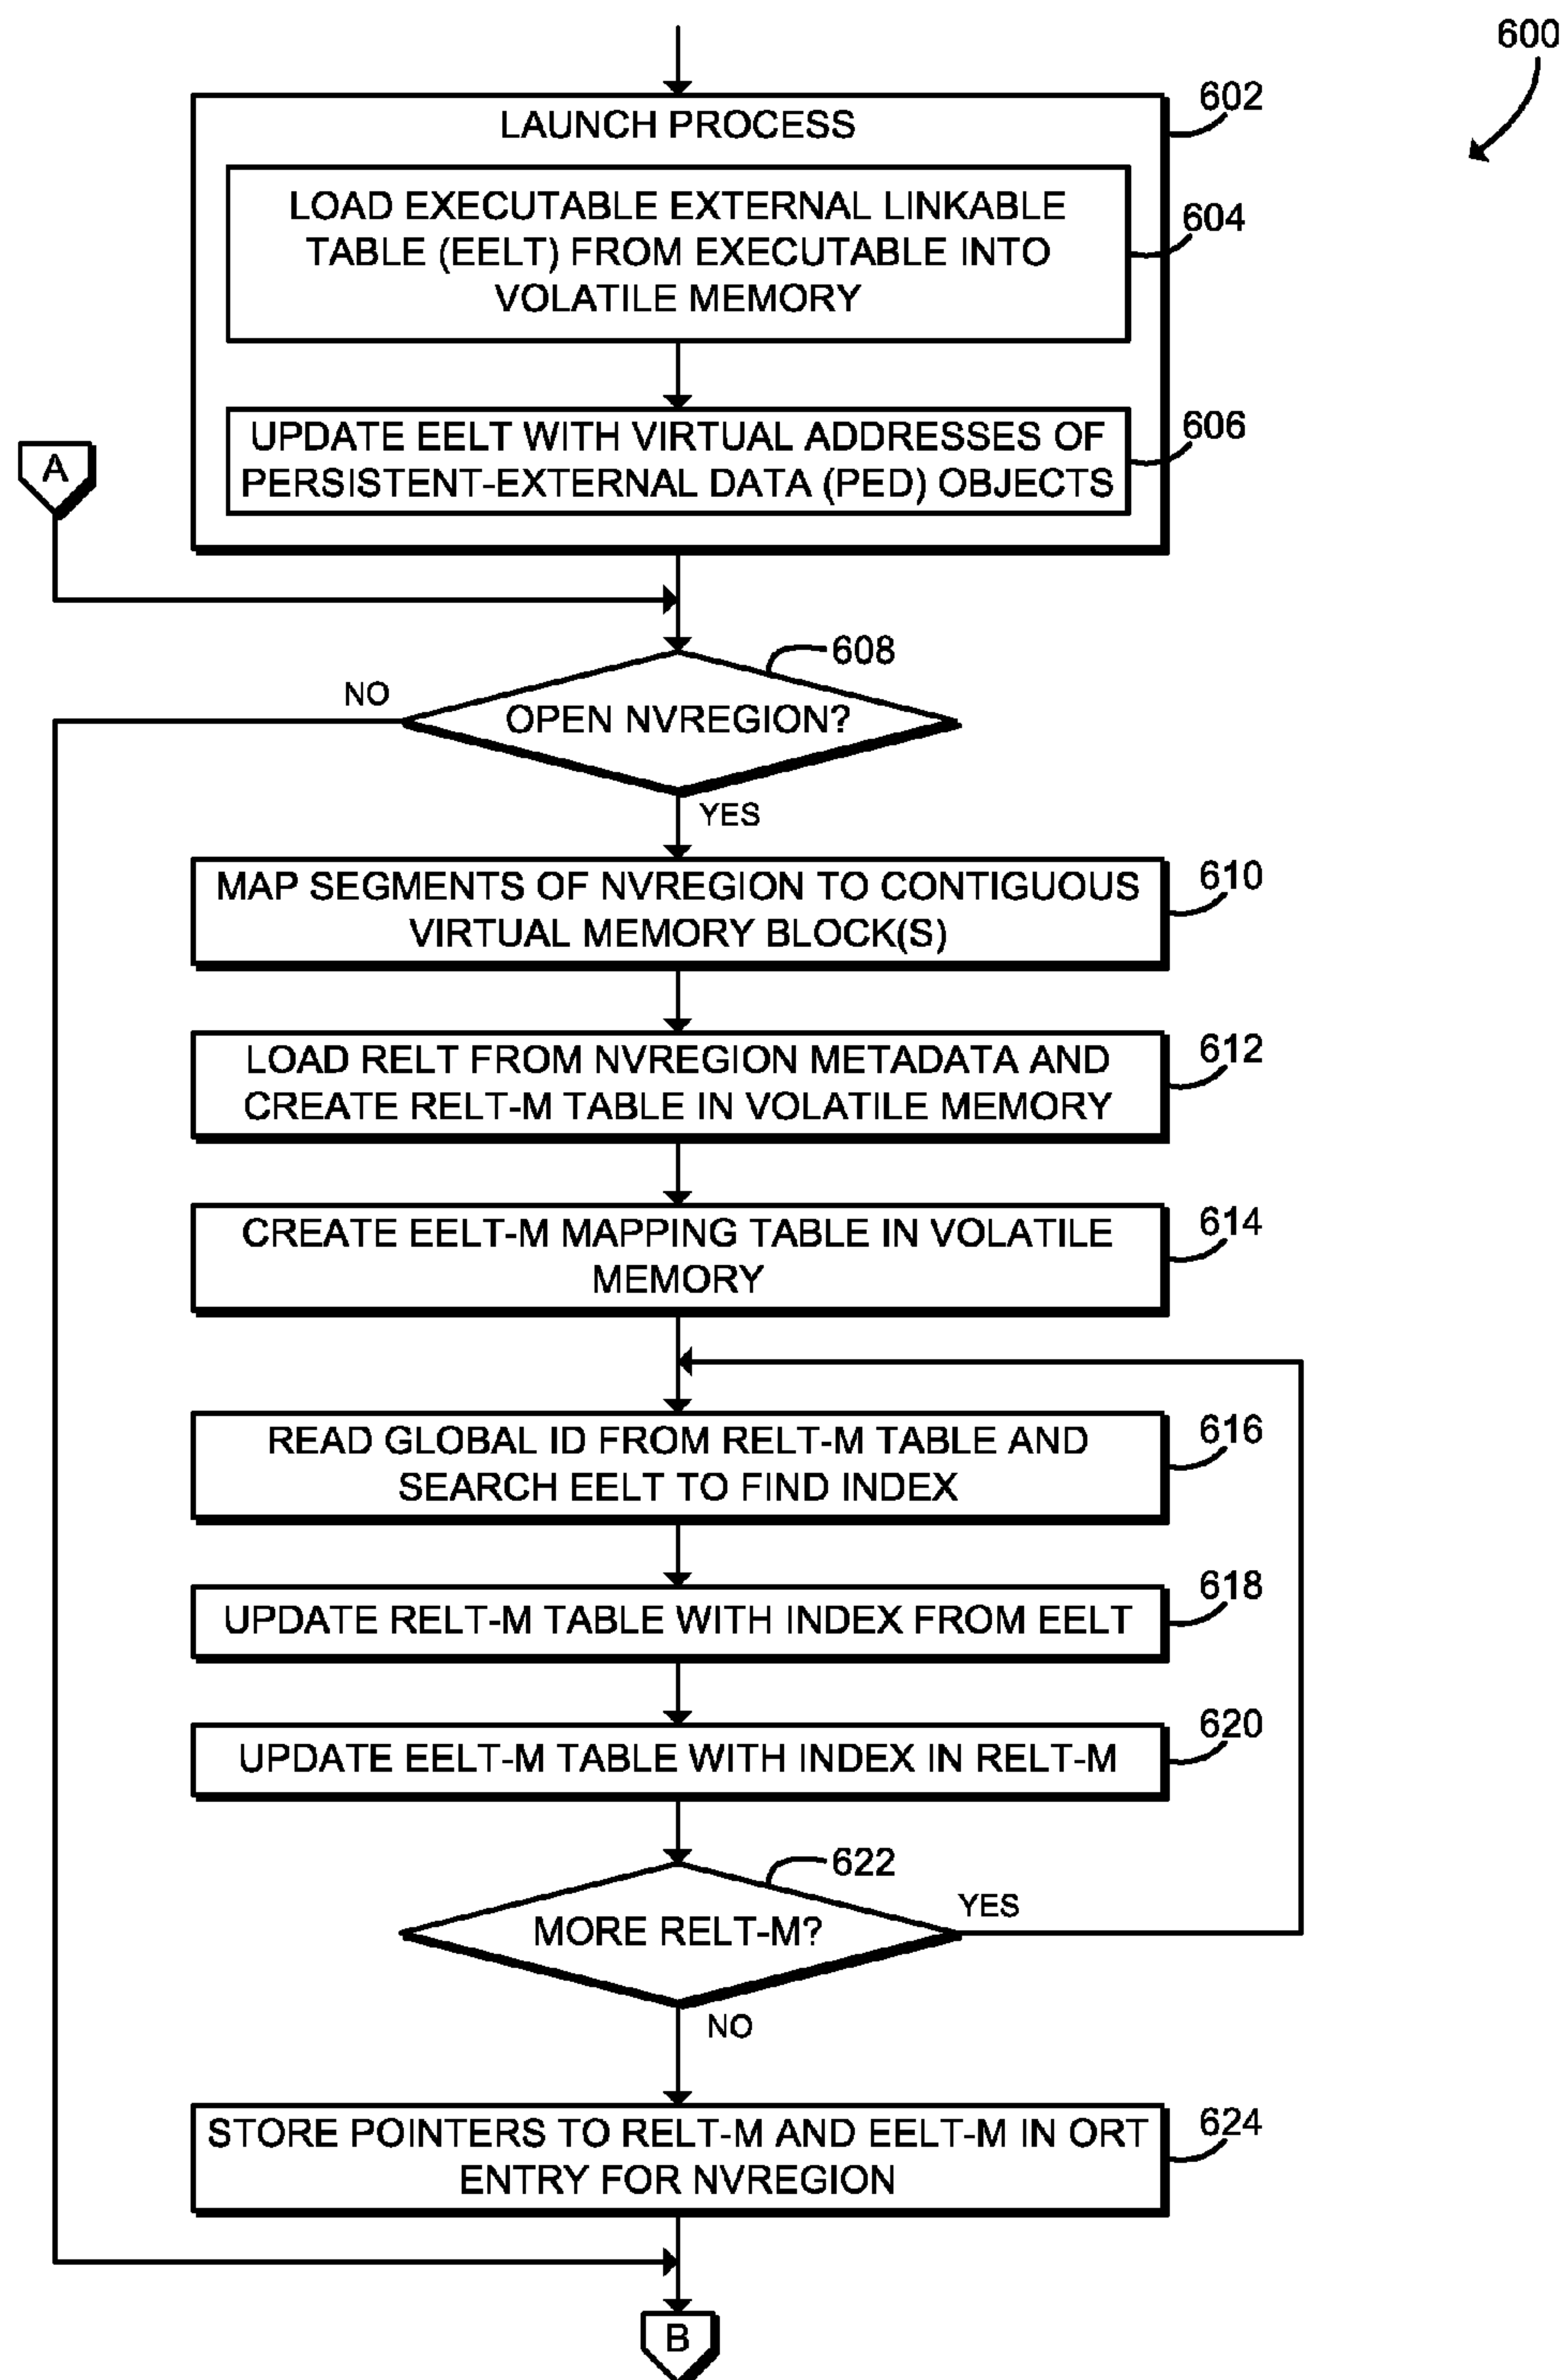 600
LAUNCH PROCESS
602
LOAD EXECUTABLE EXTERNAL LINKABLE
TABLE (EELT) FROM EXECUTABLE INTO
VOLATILE MEMORY
604
UPDATE EELT WITH VIRTUAL ADDRESSES OF
PERSISTENT-EXTERNAL DATA (PED) OBJECTS
606
A
608
NO
OPEN NVREGION?
YES
MAP SEGMENTS OF NVREGION TO CONTIGUOUS
VIRTUAL MEMORY BLOCK(S)
610
LOAD RELT FROM NVREGION METADATA AND
CREATE RELT-M TABLE IN VOLATILE MEMORY
612
CREATE EELT-M MAPPING TABLE IN VOLATILE
MEMORY
614
READ GLOBAL ID FROM RELT-M TABLE AND
SEARCH EELT TO FIND INDEX
616
UPDATE RELT-M TABLE WITH INDEX FROM EELT
618
UPDATE EELT-M TABLE WITH INDEX IN RELT-M
620
622
MORE RELT-M?
YES
NO
STORE POINTERS TO RELT-M AND EELT-M IN ORT
ENTRY FOR NVREGION
624
B